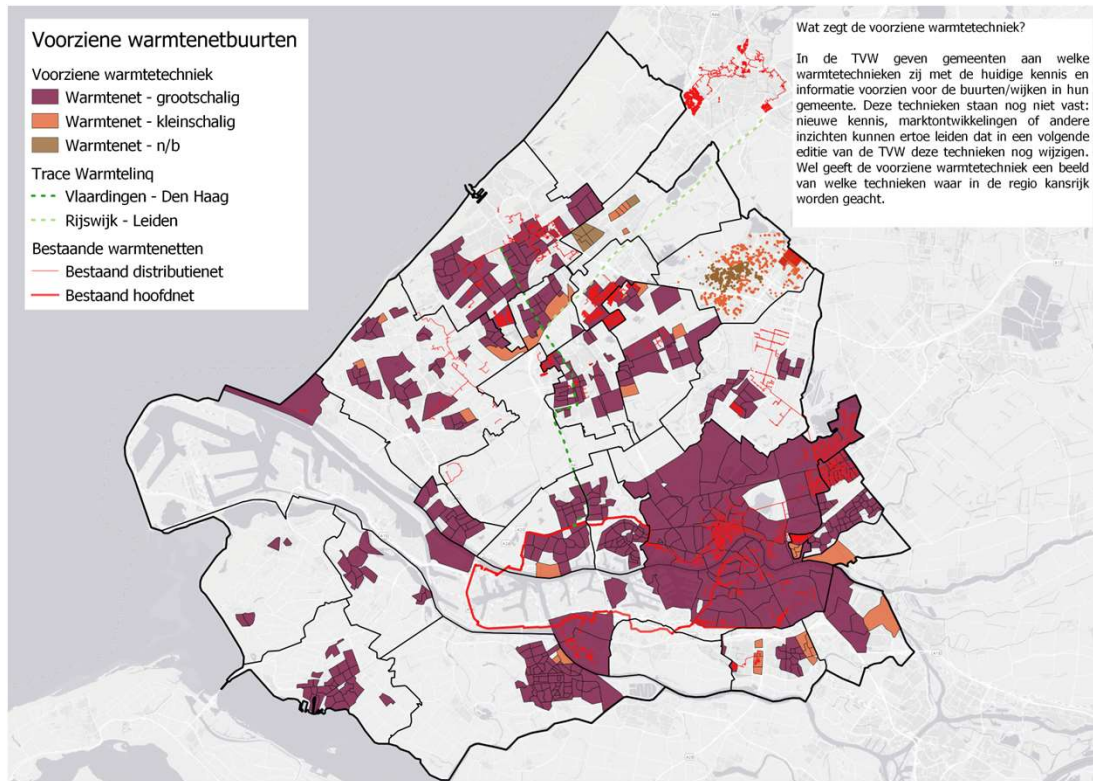 Voorziene warmtenetbuurten
Voorziene warmtetechniek
Warmtenet - grootschalig
Warmtenet - kleinschalig
Warmtenet - n/b
Trace Warmtelinq
Vlaardingen - Den Haag
Rijswijk - Leiden
Bestaande warmtenetten
Bestaand distributienet
Bestaand hoofdnet
Wat zegt de voorziene warmtetechniek?
In de TVW geven gemeenten aan welke
warmtetechnieken zij met de huidige kennis en
informatie voorzien voor de buurten/wijken in hun
gemeente. Deze technieken staan nog niet vast:
nieuwe kennis, marktontwikkelingen of andere
inzichten kunnen ertoe leiden dat in een volgende
editie van de TVW deze technieken nog wijzigen.
Wel geeft de voorziene warmtetechniek een beeld
van welke technieken waar in de regio kansrijk
worden geacht.